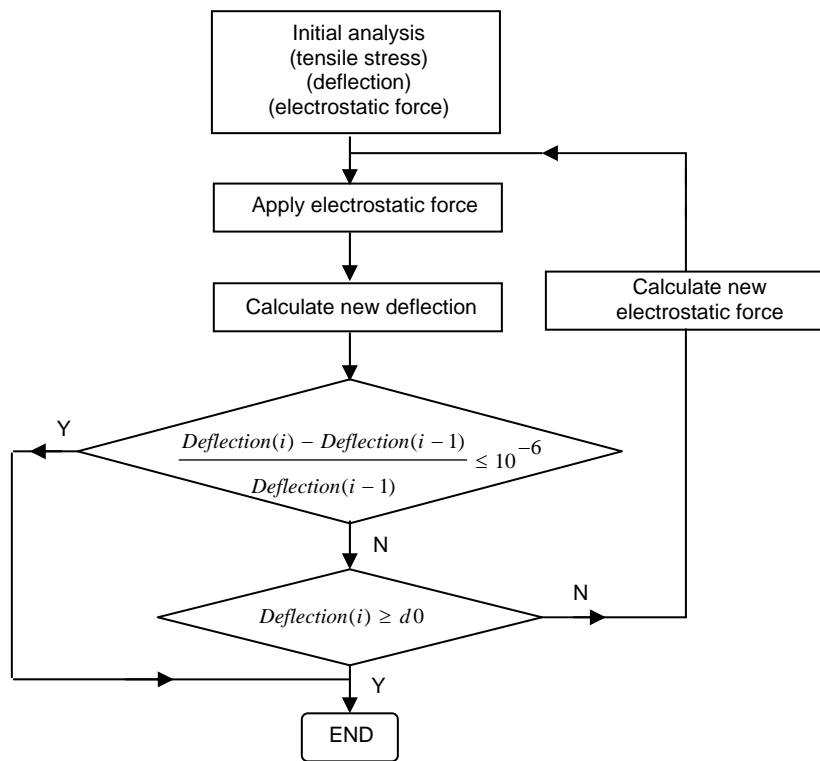 Initial analysis
(tensile stress)
(deflection)
(electrostatic force)
Apply electrostatic force
Calculate new deflection
Calculate new
electrostatic force
Y
Deflection(i) − Deflection(i − 1)
Deflection(i − 1)
≤ 10^{−6}
N
Deflection(i) ≥ d0
N
Y
END